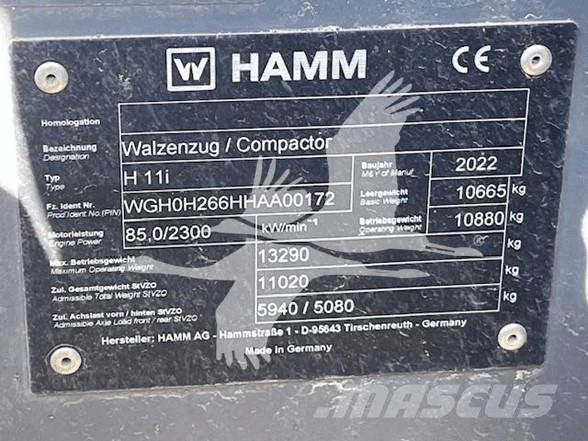 W HAMM CE
Homologation
Bezeichnung
Designation
Walzenzug / Compactor
Typ
Type
H 11i
Baujahr
M&Y of Manuf
2022
Fz. Ident Nr.
Prod Ident No.(PIN)
WGH0H266HHAA00172
Leergewicht
Basic Weight
10665 kg
Motorleistung
Engine Power
85,0/2300 kW/min⁻¹
Betriebsgewicht
Operating Weight
10880 kg
Max. Betriebsgewicht
Maximum Operating Weight
13290 kg
Zul. Gesamtgewicht StVZO
Admissible Total Weight StVZO
11020 kg
Zul. Achslast vorn / hinten StVZO
Admissible Axle Load front / rear StVZO
5940 / 5080 kg
Hersteller: HAMM AG - Hammstraße 1 - D-95643 Tirschenreuth - Germany
Made in Germany
MASCUS